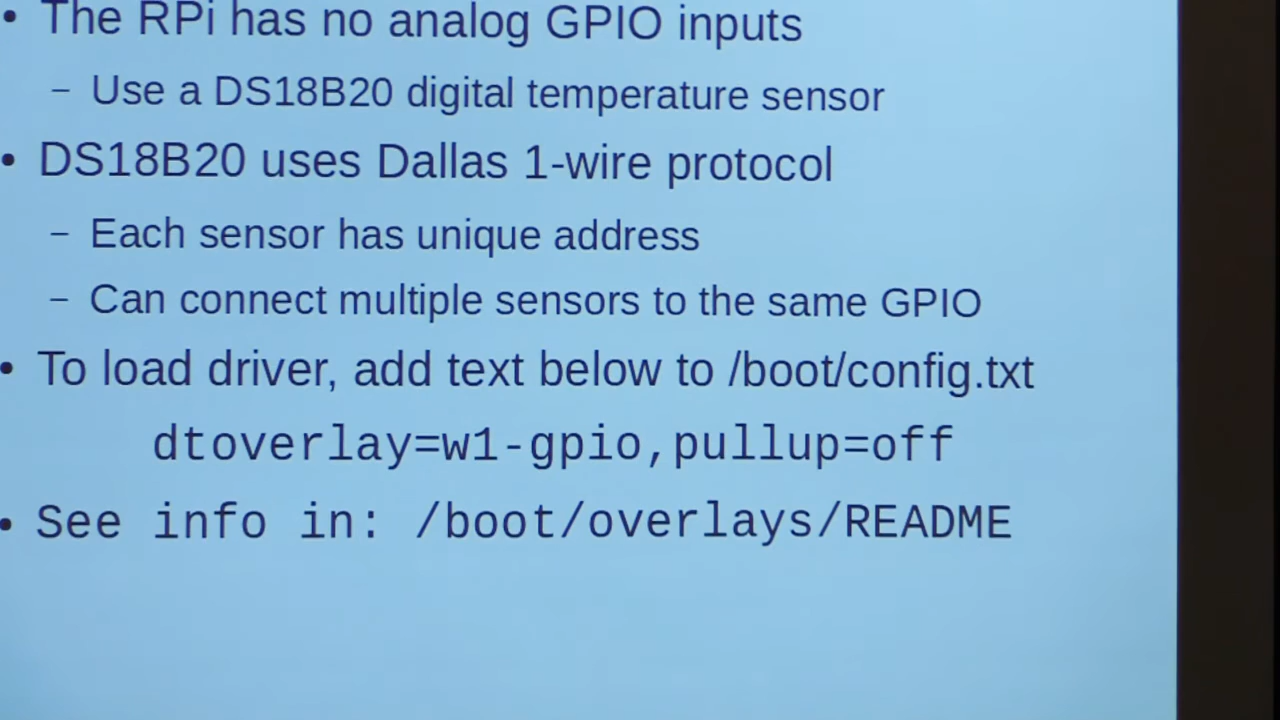 • The RPi has no analog GPIO inputs
– Use a DS18B20 digital temperature sensor
• DS18B20 uses Dallas 1-wire protocol
– Each sensor has unique address
– Can connect multiple sensors to the same GPIO
• To load driver, add text below to /boot/config.txt
dtoverlay=w1-gpio,pullup=off
• See info in: /boot/overlays/README